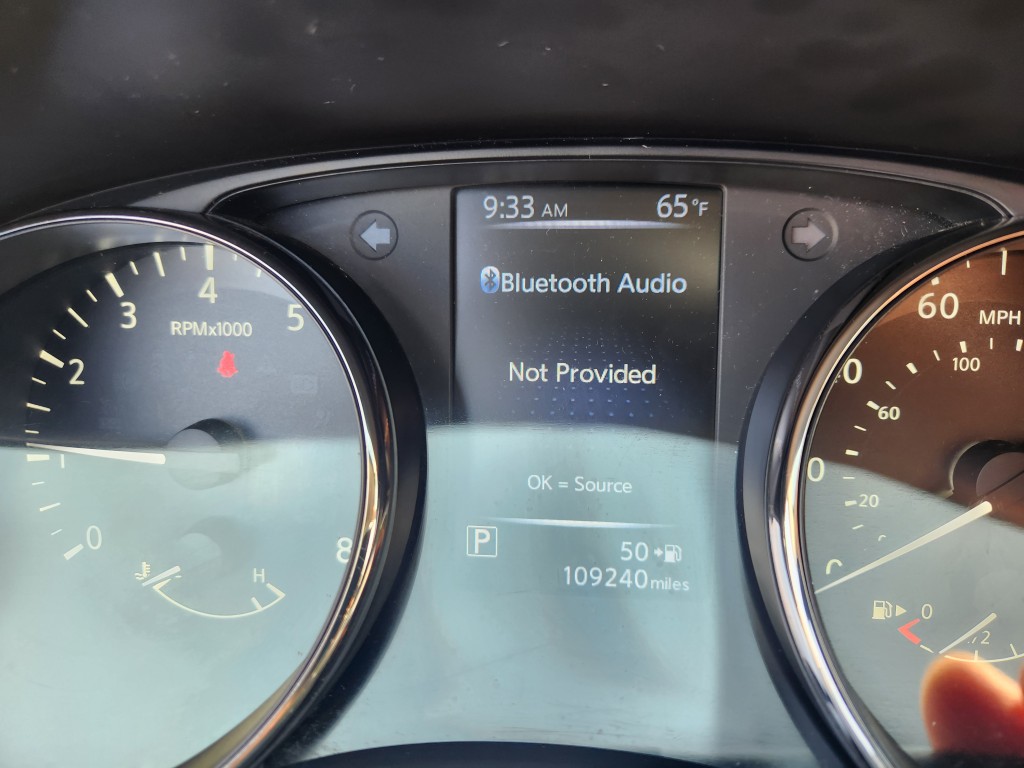 9:33 AM 65°F
Bluetooth Audio
Not Provided
OK = Source
P
50
109240 miles
0
1
2
3
4
5
8
RPMx1000
H
0
20
60
60
100
MPH
0